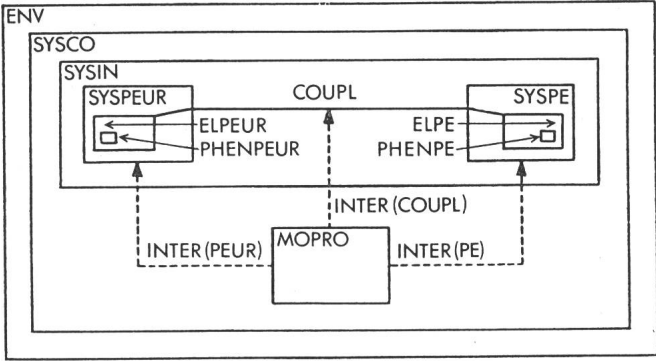 ENV
SYSCO
SYSIN
SYSPEUR
COUPL
SYSPE
ELPEUR
ELPE
PHENPEUR
PHENPE
INTER(COUPL)
MOPRO
INTER(PEUR)
INTER(PE)